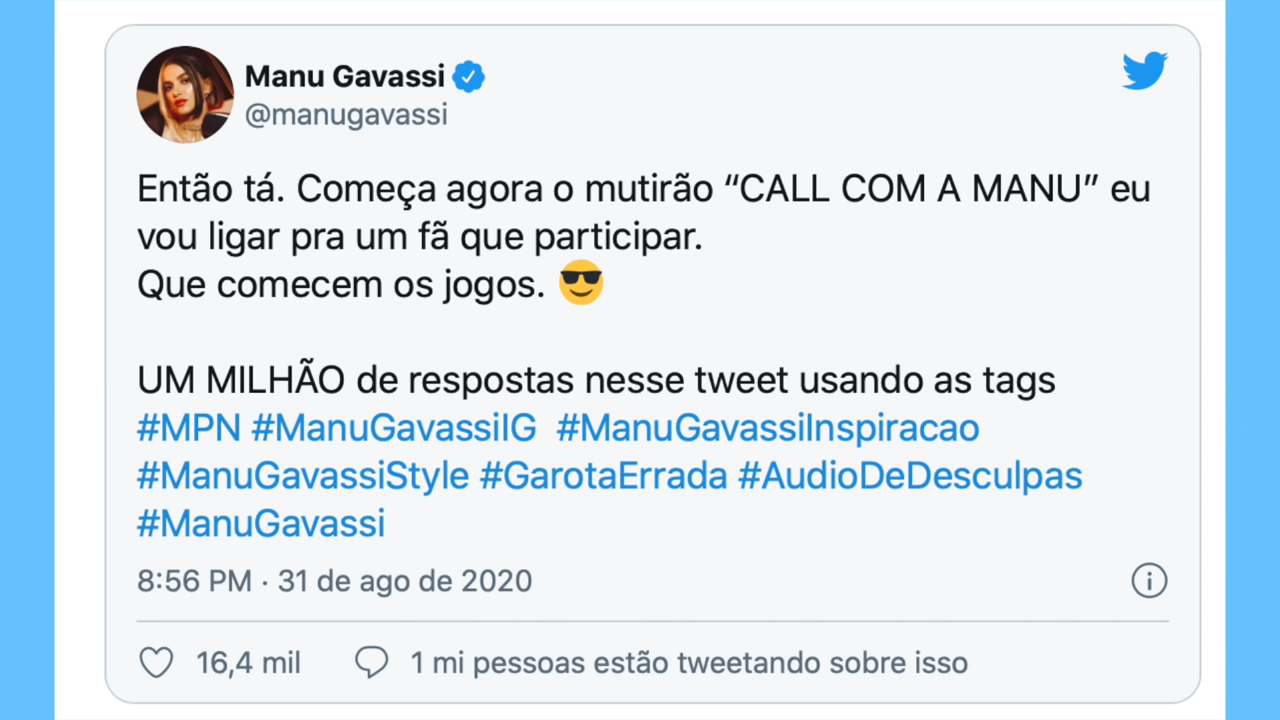 Manu Gavassi
@manugavassi
Então tá. Começa agora o mutirão “CALL COM A MANU” eu
vou ligar pra um fã que participar.
Que comecem os jogos. 😎
UM MILHÃO de respostas nesse tweet usando as tags
#MPN #ManuGavassiIG #ManuGavassiInspiracao
#ManuGavassiStyle #GarotaErrada #AudioDeDesculpas
#ManuGavassi
8:56 PM · 31 de ago de 2020
16,4 mil 1 mi pessoas estão tweetando sobre isso